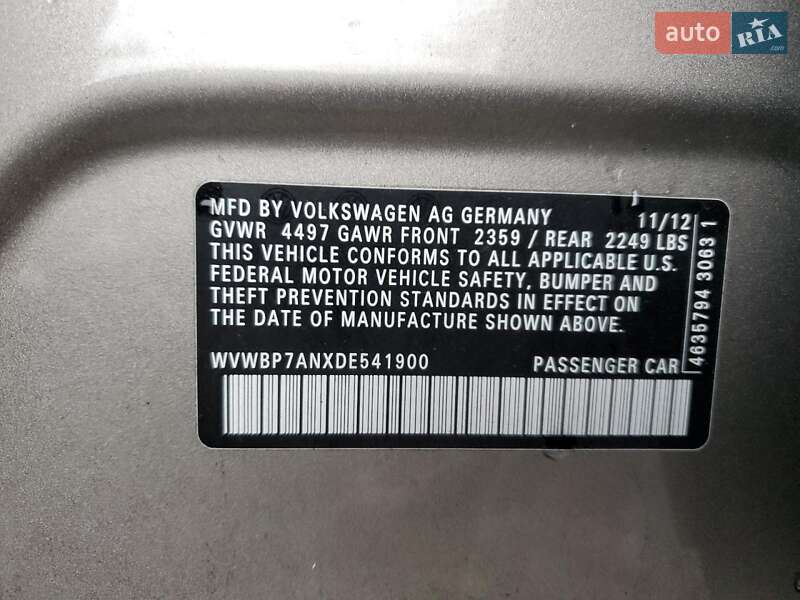 auto RIA
.com
MFD BY VOLKSWAGEN AG GERMANY 11/12
GVWR 4497 GAWR FRONT 2359 / REAR 2249 LBS
THIS VEHICLE CONFORMS TO ALL APPLICABLE U.S.
FEDERAL MOTOR VEHICLE SAFETY, BUMPER AND
THEFT PREVENTION STANDARDS IN EFFECT ON
THE DATE OF MANUFACTURE SHOWN ABOVE.
WVWBP7ANXDE541900 PASSENGER CAR
4635794 3063 1